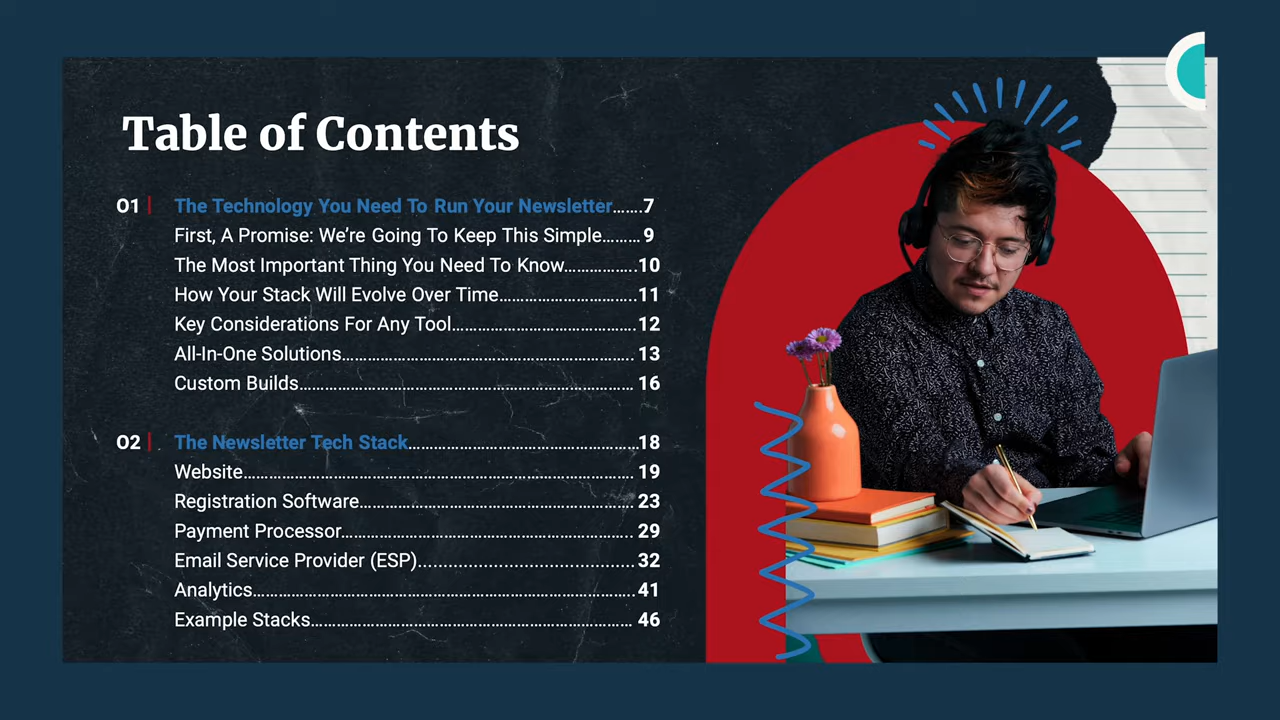 Table of Contents
01 | The Technology You Need To Run Your Newsletter.......7
First, A Promise: We’re Going To Keep This Simple.........9
The Most Important Thing You Need To Know.................10
How Your Stack Will Evolve Over Time.................................11
Key Considerations For Any Tool............................................12
All-In-One Solutions......................................................................13
Custom Builds................................................................................16
02 | The Newsletter Tech Stack.......................................................18
Website............................................................................................19
Registration Software.................................................................23
Payment Processor......................................................................29
Email Service Provider (ESP).......................................................32
Analytics..........................................................................................41
Example Stacks.............................................................................46